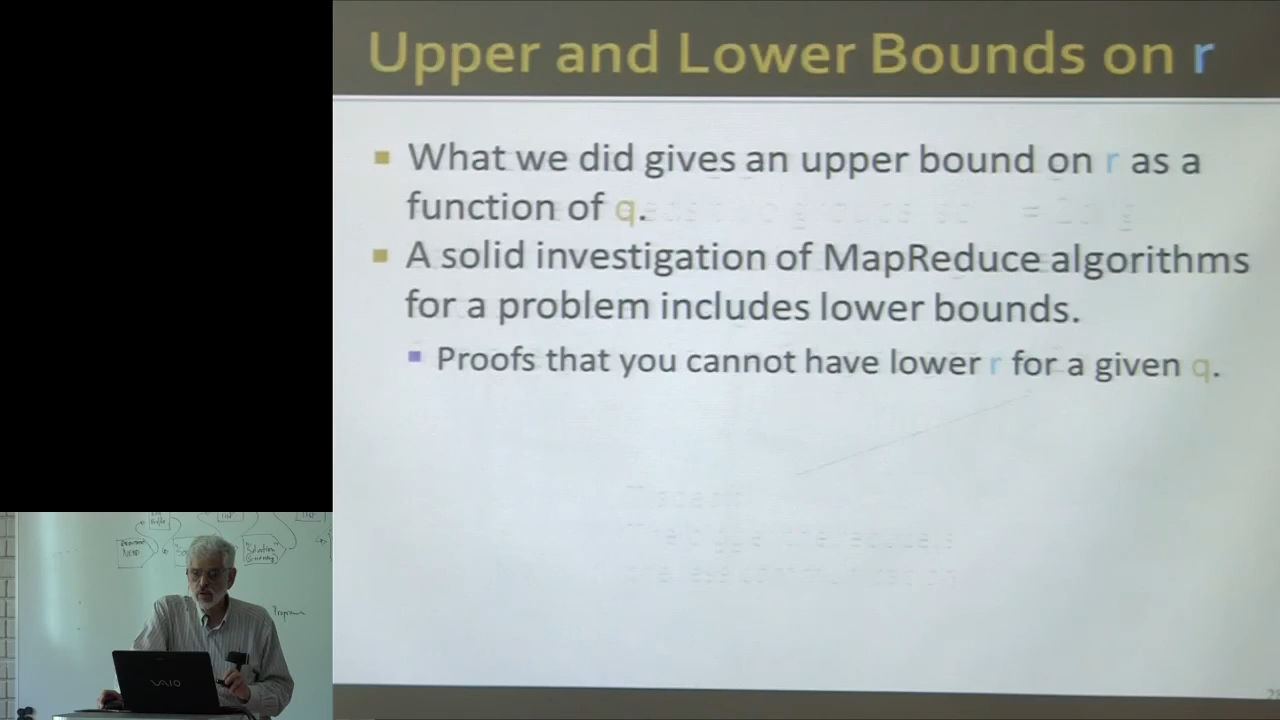 Upper and Lower Bounds on r
What we did gives an upper bound on r as a
function of q.
A solid investigation of MapReduce algorithms
for a problem includes lower bounds.
Proofs that you cannot have lower r for a given q.
VAIO